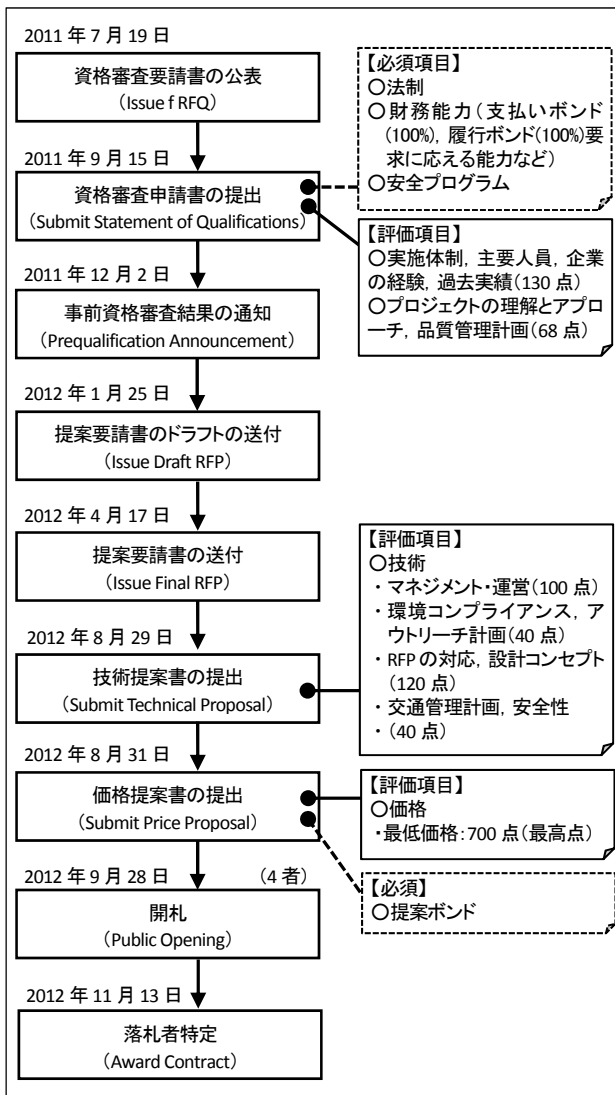 2011 年 7 月 19 日
資格審査要請書の公表
(Issue f RFQ)
2011 年 9 月 15 日
資格審査申請書の提出
(Submit Statement of Qualifications)
【必須項目】
○法制
○財務能力(支払いボンド
(100%), 履行ボンド(100%)要
求に応える能力など)
○安全プログラム
【評価項目】
○実施体制, 主要人員, 企業
の経験, 過去実績(130 点)
○プロジェクトの理解とアプロ
ーチ, 品質管理計画(68 点)
2011 年 12 月 2 日
事前資格審査結果の通知
(Prequalification Announcement)
2012 年 1 月 25 日
提案要請書のドラフトの送付
(Issue Draft RFP)
2012 年 4 月 17 日
提案要請書の送付
(Issue Final RFP)
2012 年 8 月 29 日
技術提案書の提出
(Submit Technical Proposal)
【評価項目】
○技術
・ マネジメント・運営(100 点)
・ 環境コンプライアンス, ア
ウトリーチ計画(40 点)
・ RFP の対応, 設計コンセプト
(120 点)
・ 交通管理計画, 安全性
・ (40 点)
2012 年 8 月 31 日
価格提案書の提出
(Submit Price Proposal)
【評価項目】
○価格
・最低価格:700 点(最高点)
【必須】
○提案ボンド
2012 年 9 月 28 日 (4 者)
開札
(Public Opening)
2012 年 11 月 13 日
落札者特定
(Award Contract)